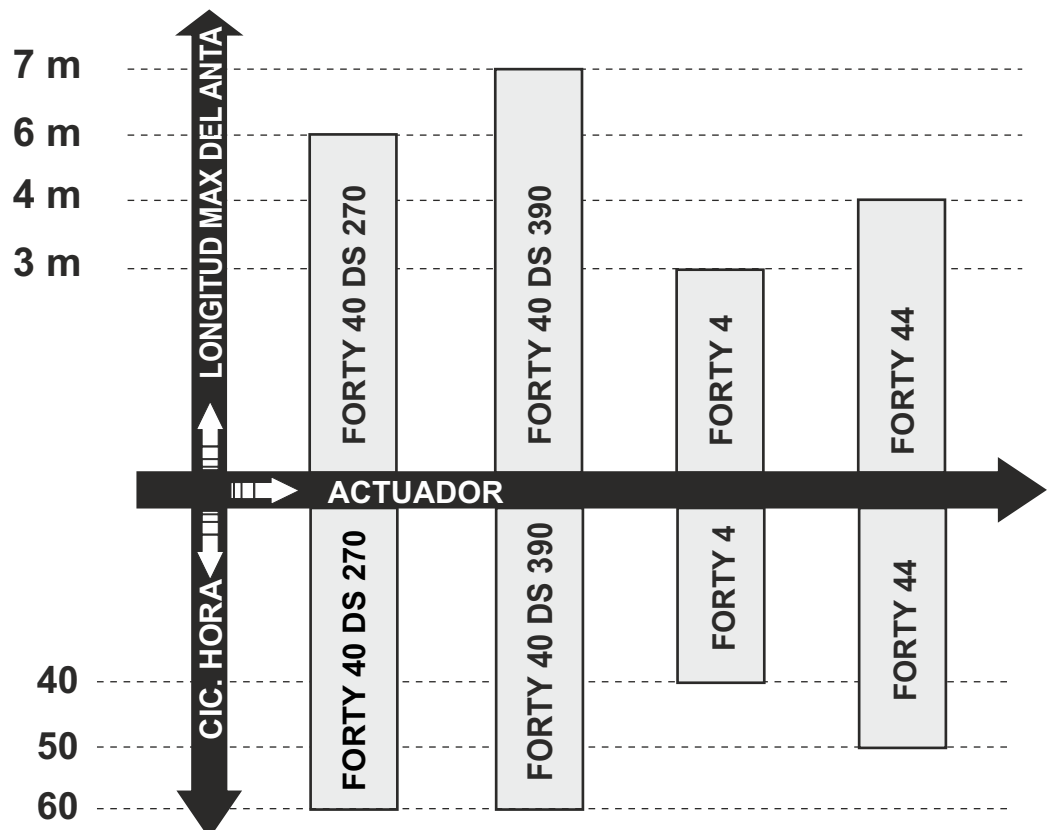 7 m
6 m
4 m
3 m
LONGITUD MAX DEL ANTA
FORTY 40 DS 270
FORTY 40 DS 390
FORTY 4
FORTY 44
ACTUADOR
CIC. HORA
FORTY 40 DS 270
FORTY 40 DS 390
FORTY 4
FORTY 44
40
50
60